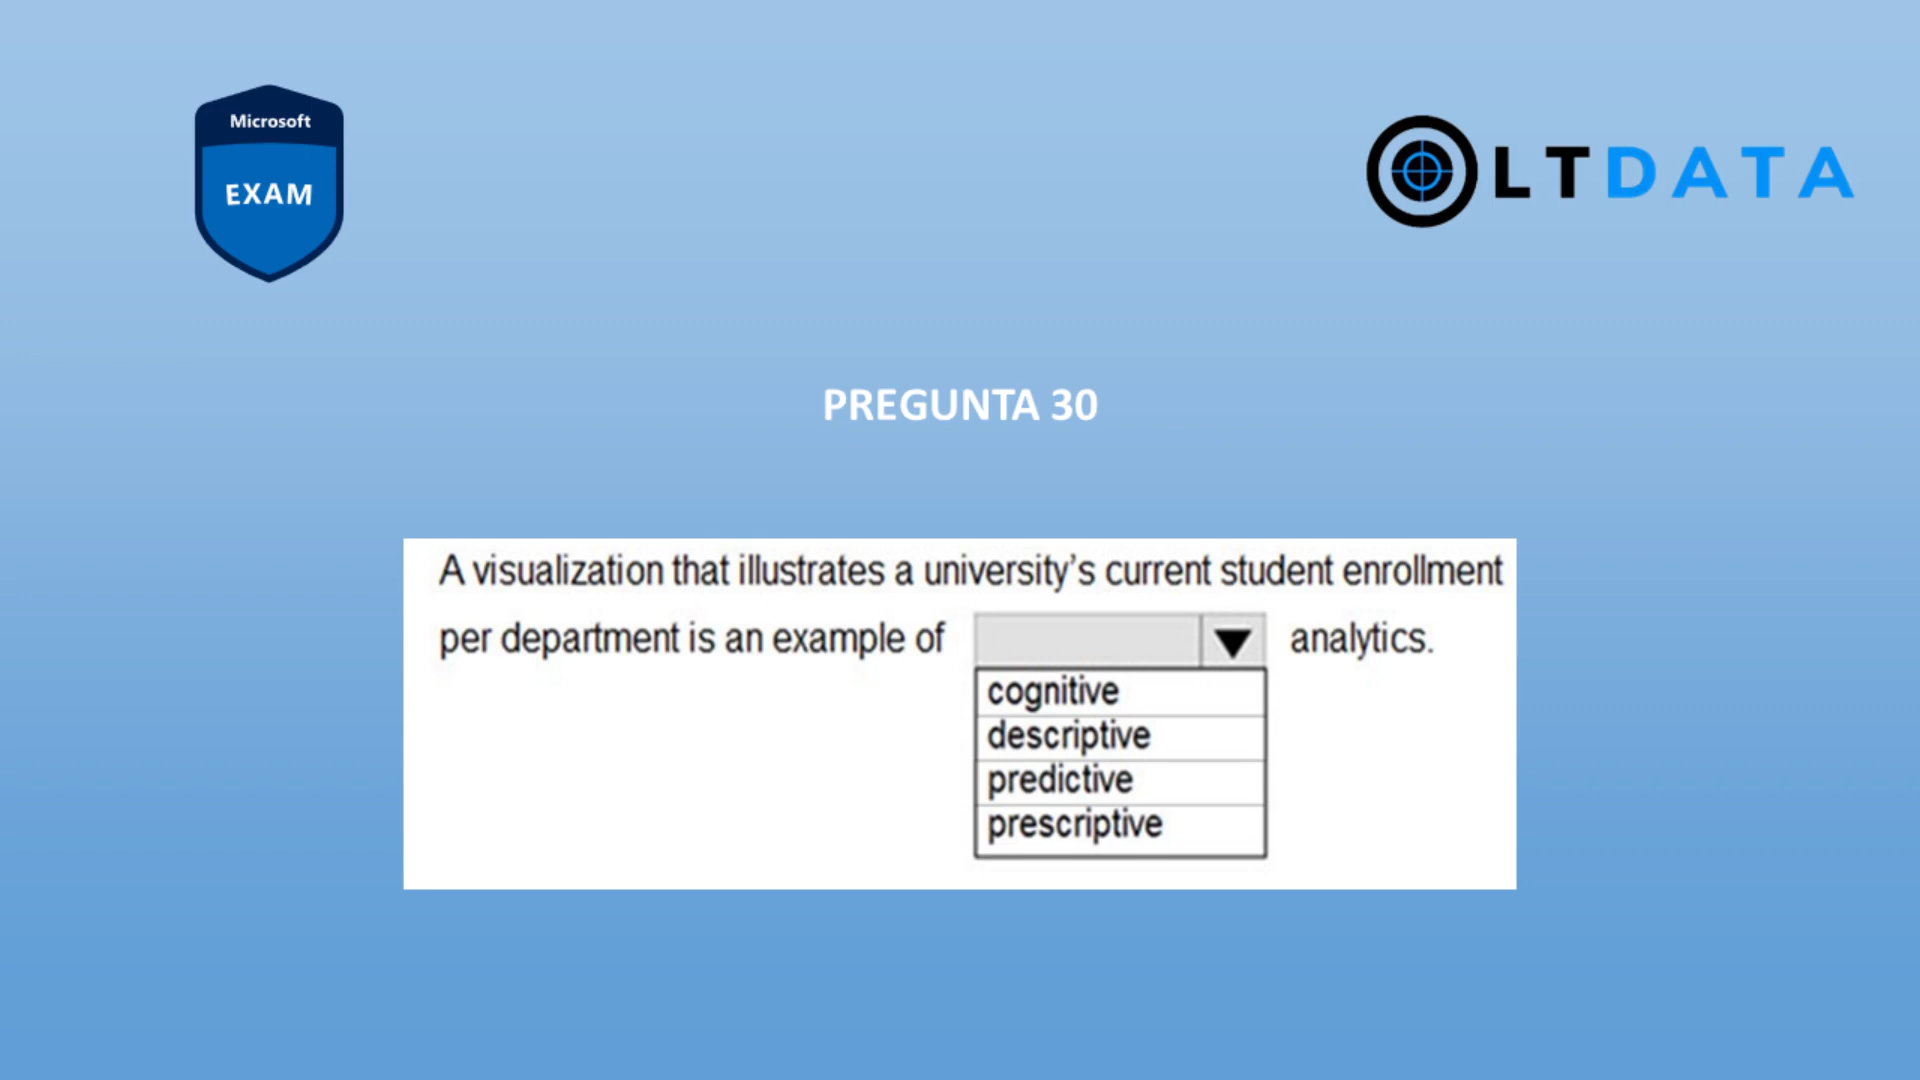 Microsoft
EXAM
LTDATA
PREGUNTA 30
A visualization that illustrates a university's current student enrollment
per department is an example of analytics.
cognitive
descriptive
predictive
prescriptive